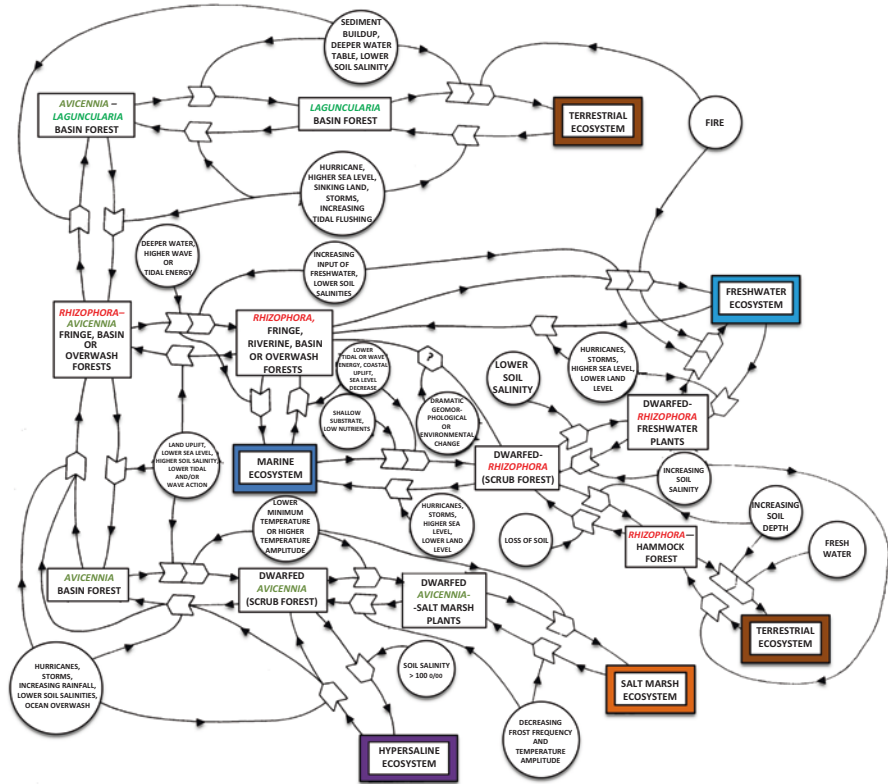 SEDIMENT
BUILDUP,
DEEPER WATER
TABLE, LOWER
SOIL SALINITY
AVICENNIA –
LAGUNCULARIA
BASIN FOREST
LAGUNCULARIA
BASIN FOREST
TERRESTRIAL
ECOSYSTEM
FIRE
HURRICANE,
HIGHER SEA LEVEL,
SINKING LAND,
STORMS,
INCREASING
TIDAL FLUSHING
DEEPER WATER,
HIGHER WAVE
OR
TIDAL ENERGY
INCREASING
INPUT OF
FRESHWATER,
LOWER SOIL
SALINITIES
FRESHWATER
ECOSYSTEM
RHIZOPHORA–
AVICENNIA
FRINGE, BASIN
OR
OVERWASH
FORESTS
RHIZOPHORA,
FRINGE,
RIVERINE, BASIN
OR OVERWASH
FORESTS
LOWER
TIDAL OR WAVE
ENERGY, COASTAL
UPLIFT,
SEA LEVEL
DECREASE
?
LOWER
SOIL
SALINITY
HURRICANES,
STORMS,
HIGHER SEA LEVEL,
LOWER LAND
LEVEL
SHALLOW
SUBSTRATE,
LOW NUTRIENTS
DRAMATIC
GEOMOR-
PHOLOGICAL
OR
ENVIRONMENTAL
CHANGE
DWARFED-
RHIZOPHORA
FRESHWATER
PLANTS
LAND UPLIFT,
LOWER SEA LEVEL,
HIGHER SOIL SALINITY,
LOWER TIDAL
AND/OR
WAVE ACTION
MARINE
ECOSYSTEM
DWARFED-
RHIZOPHORA
(SCRUB FOREST)
INCREASING
SOIL
SALINITY
LOWER
MINIMUM
TEMPERATURE
OR HIGHER
TEMPERATURE
AMPLITUDE
HURRICANES,
STORMS,
HIGHER SEA
LEVEL,
LOWER LAND
LEVEL
LOSS OF SOIL
RHIZOPHORA—
HAMMOCK
FOREST
INCREASING
SOIL
DEPTH
FRESH
WATER
AVICENNIA
BASIN FOREST
DWARFED
AVICENNIA
(SCRUB FOREST)
DWARFED
AVICENNIA-
-SALT MARSH
PLANTS
TERRESTRIAL
ECOSYSTEM
HURRICANES,
STORMS,
INCREASING RAINFALL,
LOWER SOIL SALINITIES,
OCEAN OVERWASH
SOIL SALINITY
> 100 o/oo
SALT MARSH
ECOSYSTEM
HYPERSALINE
ECOSYSTEM
DECREASING
FROST FREQUENCY
AND
TEMPERATURE
AMPLITUDE